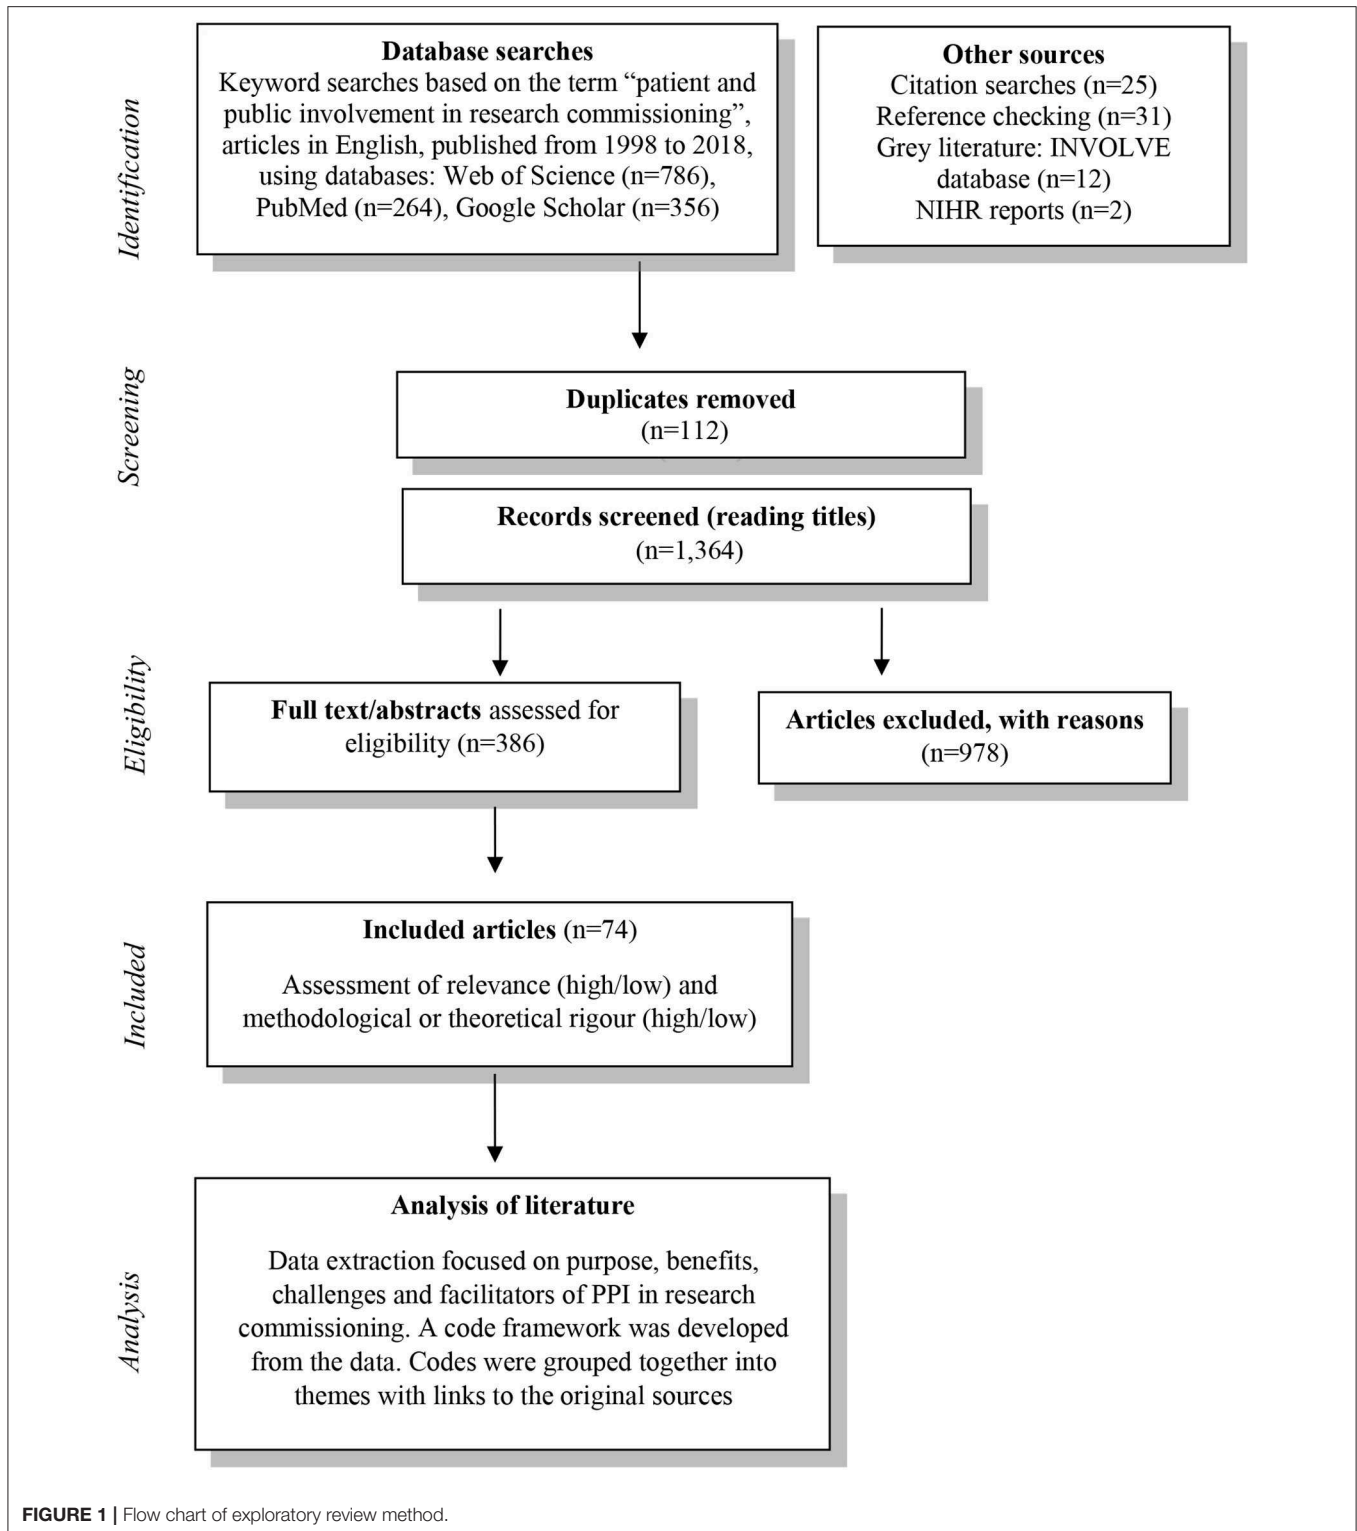 Identification
Database searches
Keyword searches based on the term “patient and
public involvement in research commissioning”,
articles in English, published from 1998 to 2018,
using databases: Web of Science (n=786),
PubMed (n=264), Google Scholar (n=356)
Other sources
Citation searches (n=25)
Reference checking (n=31)
Grey literature: INVOLVE
database (n=12)
NIHR reports (n=2)
Screening
Duplicates removed
(n=112)
Records screened (reading titles)
(n=1,364)
Eligibility
Full text/abstracts assessed for
eligibility (n=386)
Articles excluded, with reasons
(n=978)
Included
Included articles (n=74)
Assessment of relevance (high/low) and
methodological or theoretical rigour (high/low)
Analysis
Analysis of literature
Data extraction focused on purpose, benefits,
challenges and facilitators of PPI in research
commissioning. A code framework was developed
from the data. Codes were grouped together into
themes with links to the original sources
FIGURE 1 | Flow chart of exploratory review method.